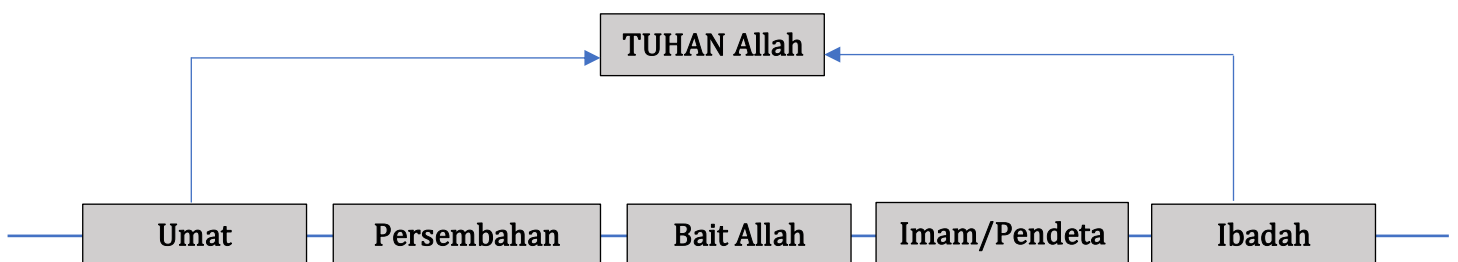 TUHAN Allah
Umat
Persembahan
Bait Allah
Imam/Pendeta
Ibadah